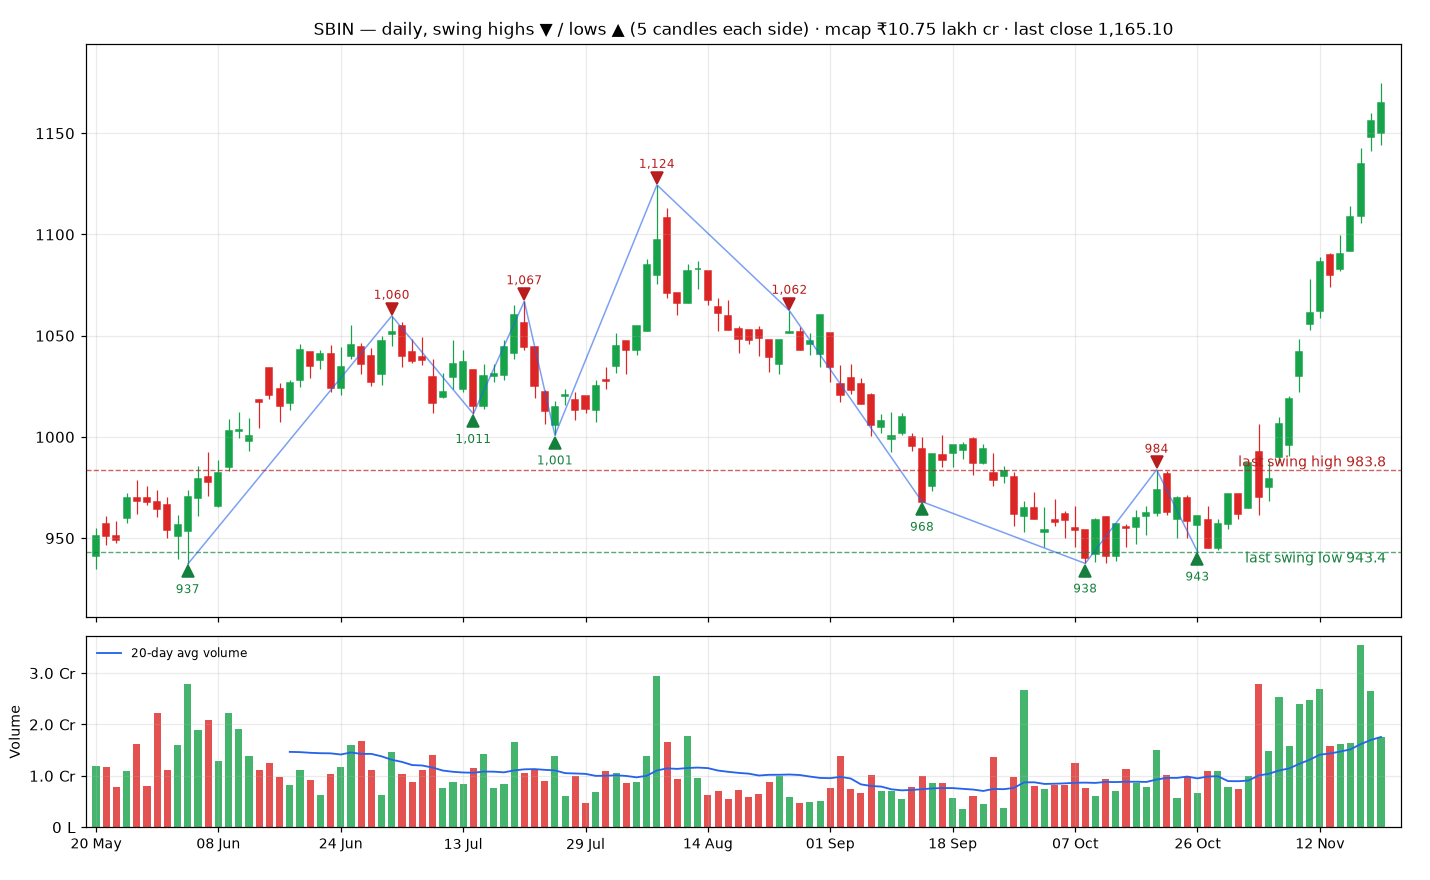 SBIN — daily, swing highs ▼ / lows ▲ (5 candles each side) · mcap ₹10.75 lakh cr · last close 1,165.10
1150
1100
1050
1000
950
1,124
1,067
1,060
1,062
1,011
1,001
984
last swing high 983.8
968
last swing low 943.4
943
937
938
20-day avg volume
Volume
3.0 Cr
2.0 Cr
1.0 Cr
0 L
20 May
08 Jun
24 Jun
13 Jul
29 Jul
14 Aug
01 Sep
18 Sep
07 Oct
26 Oct
12 Nov